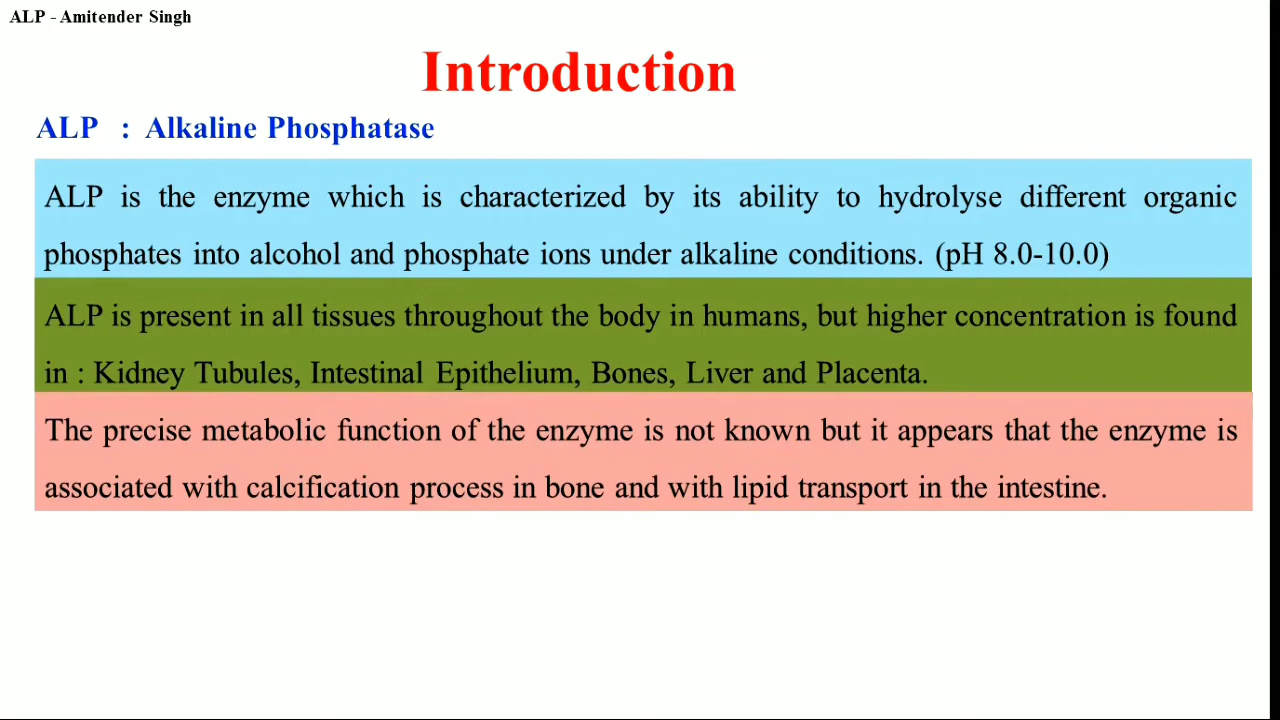 ALP - Amitender Singh
Introduction
ALP : Alkaline Phosphatase
ALP is the enzyme which is characterized by its ability to hydrolyse different organic
phosphates into alcohol and phosphate ions under alkaline conditions. (pH 8.0-10.0)
ALP is present in all tissues throughout the body in humans, but higher concentration is found
in : Kidney Tubules, Intestinal Epithelium, Bones, Liver and Placenta.
The precise metabolic function of the enzyme is not known but it appears that the enzyme is
associated with calcification process in bone and with lipid transport in the intestine.